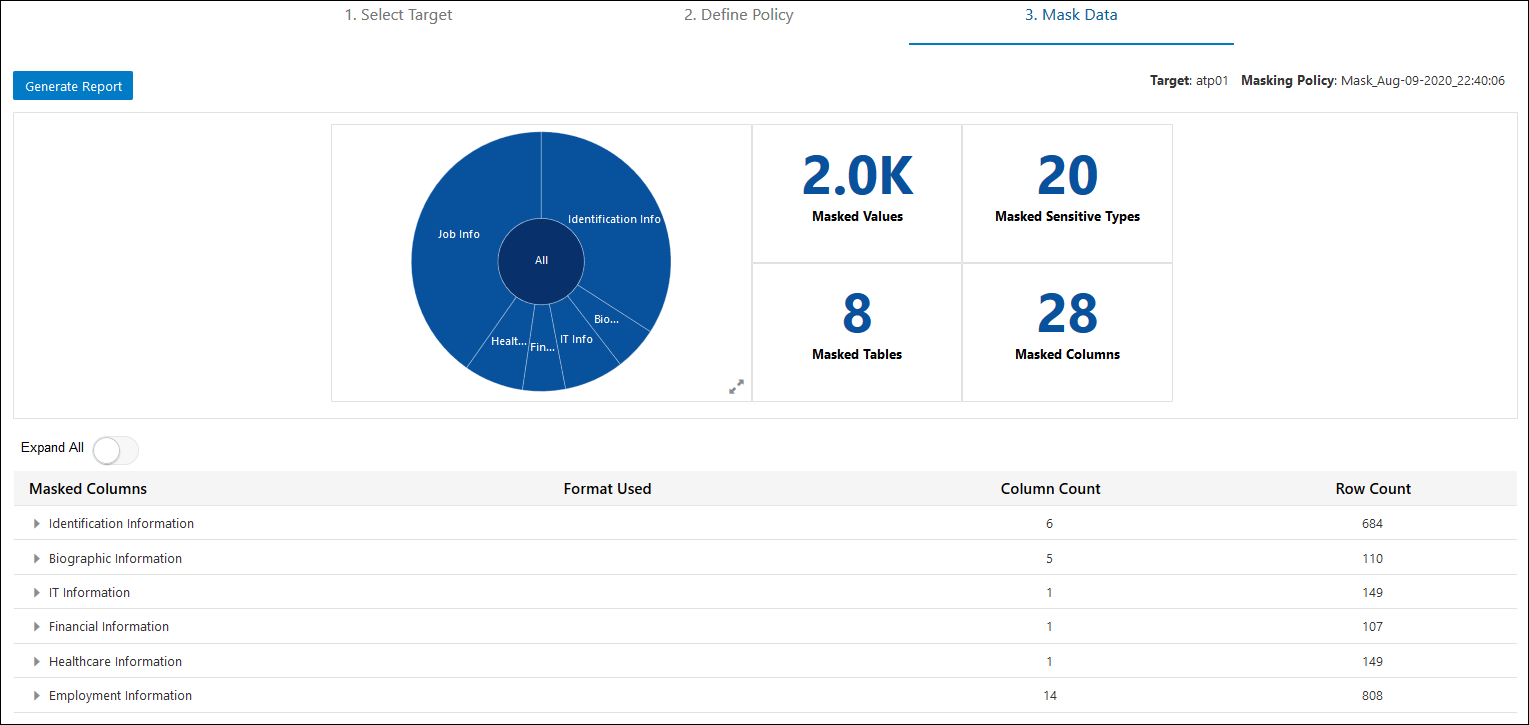 1. Select Target 2. Define Policy 3. Mask Data
Generate Report Target: atp01 Masking Policy: Mask_Aug-09-2020_22:40:06
Identification Info
Job Info
All
Bio...
Healt... Fin... IT Info
2.0K 20
Masked Values Masked Sensitive Types
8 28
Masked Tables Masked Columns
Expand All
Masked Columns Format Used Column Count Row Count
Identification Information 6 684
Biographic Information 5 110
IT Information 1 149
Financial Information 1 107
Healthcare Information 1 149
Employment Information 14 808